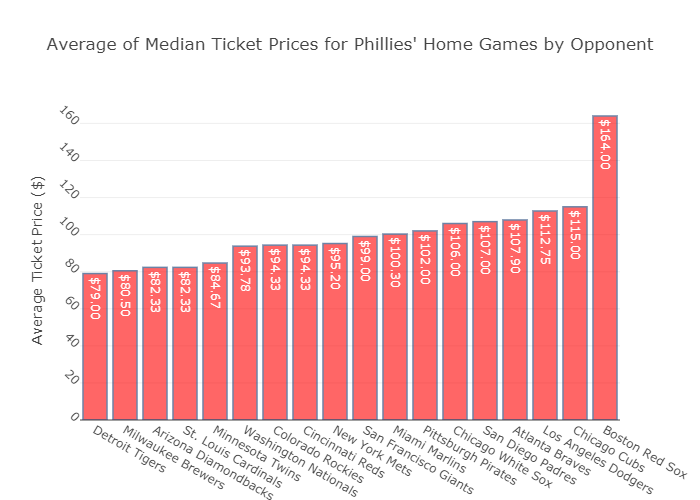 Average of Median Ticket Prices for Phillies' Home Games by Opponent
Average Ticket Price ($)
160
140
120
100
80
60
40
20
0
$79.00
$80.50
$82.33
$82.33
$84.67
$93.78
$94.33
$94.33
$95.20
$99.00
$100.30
$102.00
$106.00
$107.00
$107.90
$112.75
$115.00
$164.00
Detroit Tigers
Milwaukee Brewers
Arizona Diamondbacks
St. Louis Cardinals
Minnesota Twins
Washington Nationals
Colorado Rockies
Cincinnati Reds
New York Mets
San Francisco Giants
Miami Marlins
Pittsburgh Pirates
Chicago White Sox
San Diego Padres
Atlanta Braves
Los Angeles Dodgers
Chicago Cubs
Boston Red Sox